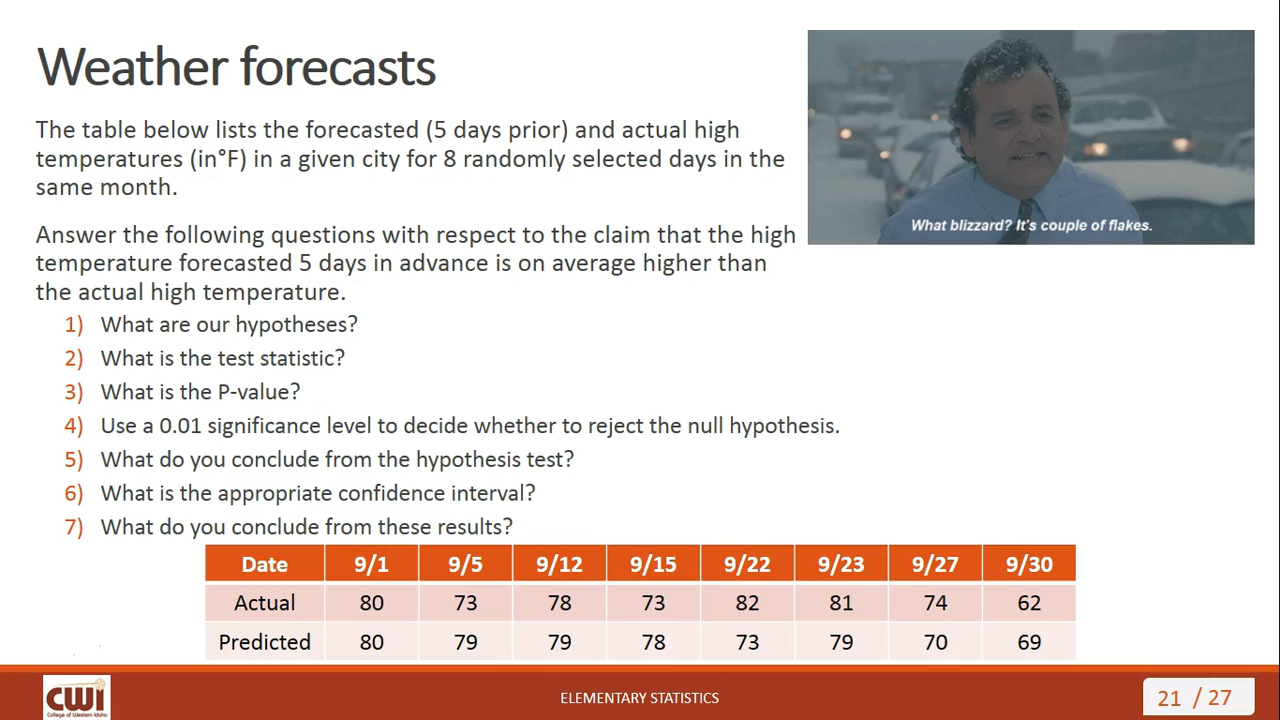 Weather forecasts
The table below lists the forecasted (5 days prior) and actual high
temperatures (in°F) in a given city for 8 randomly selected days in the
same month.
Answer the following questions with respect to the claim that the high
temperature forecasted 5 days in advance is on average higher than
the actual high temperature.
1) What are our hypotheses?
2) What is the test statistic?
3) What is the P-value?
4) Use a 0.01 significance level to decide whether to reject the null hypothesis.
5) What do you conclude from the hypothesis test?
6) What is the appropriate confidence interval?
7) What do you conclude from these results?
What blizzard? It's couple of flakes.
Date 9/1 9/5 9/12 9/15 9/22 9/23 9/27 9/30
Actual 80 73 78 73 82 81 74 62
Predicted 80 79 79 78 73 79 70 69
CWI
College of Western Idaho
ELEMENTARY STATISTICS
21 / 27